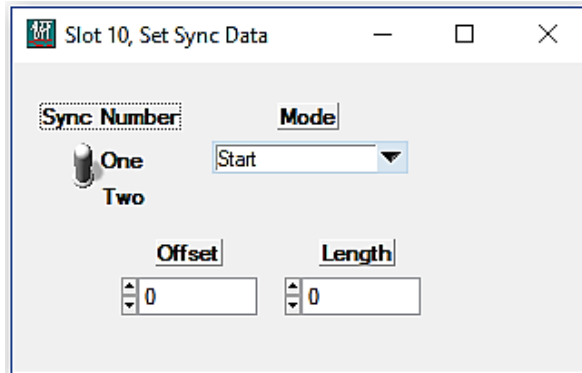 Slot 10, Set Sync Data
Sync Number
Mode
One
Start
Two
Offset
Length
0
0